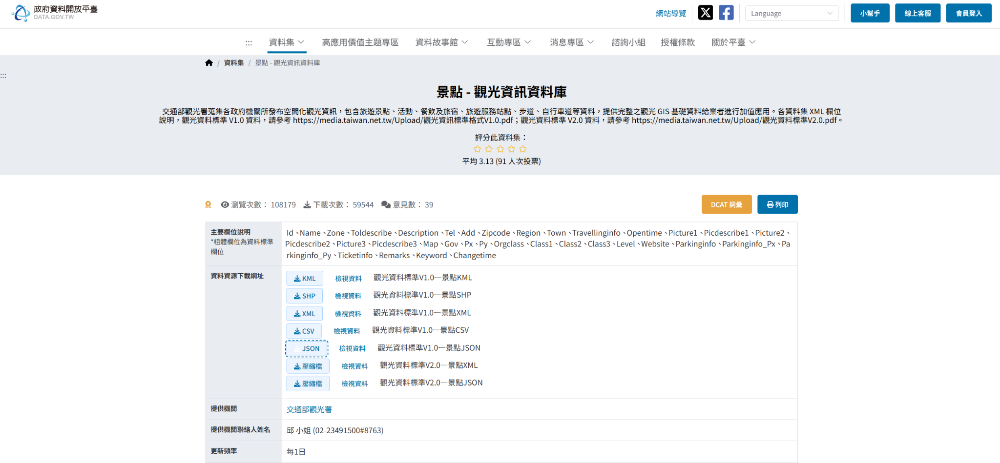 政府資料開放平臺
DATA.GOV.TW
網站導覽
Language
小幫手
線上客服
會員登入
:::
資料集
高應用價值主題專區
資料故事館
互動專區
消息專區
諮詢小組
授權條款
關於平臺
/ 資料集 / 景點 - 觀光資訊資料庫
:::
景點 - 觀光資訊資料庫
交通部觀光署蒐集各政府機關所發布空間化觀光資訊，包含旅遊景點、活動、餐飲及旅宿、旅遊服務站點、步道、自行車道等資料，提供完整之觀光 GIS 基礎資料給業者進行加值應用。各資料集 XML 欄位
說明，觀光資料標準 V1.0 資料，請參考 https://media.taiwan.net.tw/Upload/觀光資訊標準格式V1.0.pdf；觀光資料標準 V2.0 資料，請參考 https://media.taiwan.net.tw/Upload/觀光資料標準V2.0.pdf。
評分此資料集：
平均 3.13 (91 人次投票)
瀏覽次數： 108179
下載次數： 59544
意見數： 39
DCAT 詞彙
列印
主要欄位說明
*粗體欄位為資料標準
欄位
Id、Name、Zone、Toldescribe、Description、Tel、Add、Zipcode、Region、Town、Travellinginfo、Opentime、Picture1、Picdescribe1、Picture2、
Picdescribe2、Picture3、Picdescribe3、Map、Gov、Px、Py、Orgclass、Class1、Class2、Class3、Level、Website、Parkinginfo、Parkinginfo_Px、Pa
rkinginfo_Py、Ticketinfo、Remarks、Keyword、Changetime
資料資源下載網址
KML 檢視資料 觀光資料標準V1.0—景點KML
SHP 檢視資料 觀光資料標準V1.0—景點SHP
XML 檢視資料 觀光資料標準V1.0—景點XML
CSV 檢視資料 觀光資料標準V1.0—景點CSV
JSON 檢視資料 觀光資料標準V1.0—景點JSON
壓縮檔 檢視資料 觀光資料標準V2.0—景點XML
壓縮檔 檢視資料 觀光資料標準V2.0—景點JSON
提供機關
交通部觀光署
提供機關聯絡人姓名
邱 小姐 (02-23491500#8763)
更新頻率
每1日